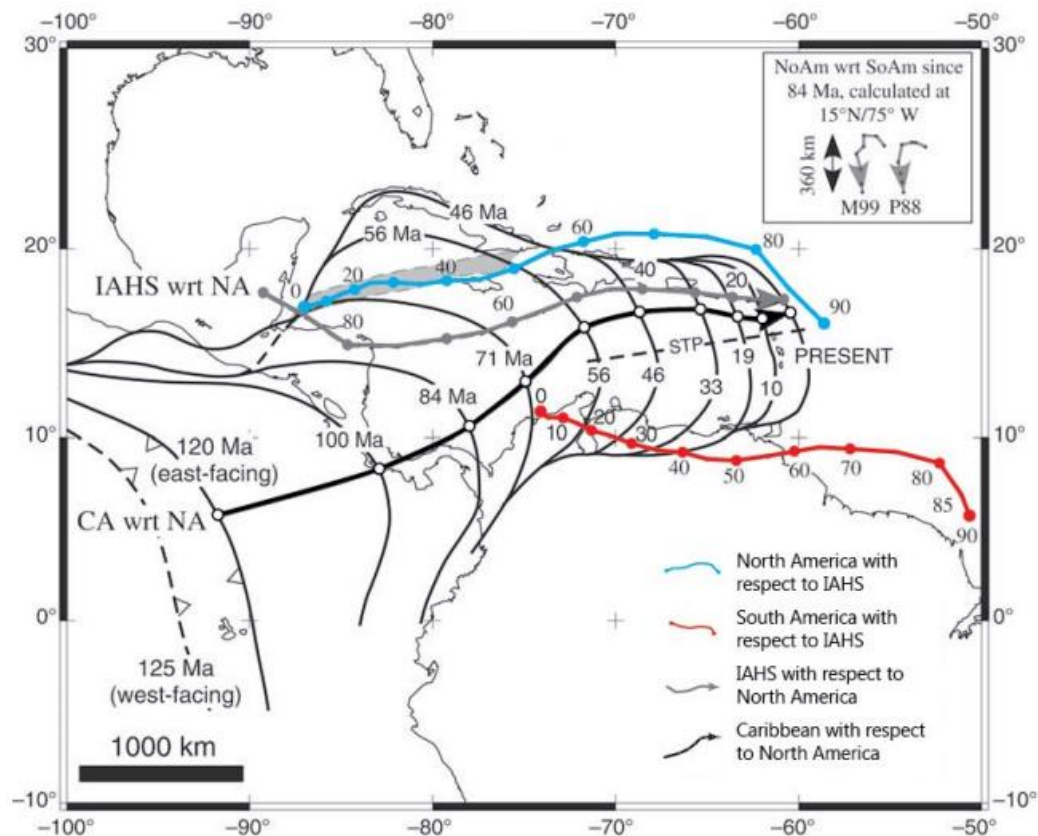 −100° −90° −80° −70° −60° −50°
30° 30°
NoAm wrt SoAm since
84 Ma, calculated at
15°N/75° W
360 km
M99 P88
46 Ma
56 Ma
20° 20°
60
80
IAHS wrt NA
0
20
40
40
20
90
80
60
STP
PRESENT
71 Ma
56
46
33
19
10
84 Ma
0
10
20
30
40
50
60
70
80
85
90
100 Ma
10° 10°
120 Ma
(east-facing)
CA wrt NA
0° 0°
125 Ma
(west-facing)
North America with
respect to IAHS
South America with
respect to IAHS
IAHS with respect to
North America
Caribbean with respect
to North America
1000 km
−10° −10°
−100° −90° −80° −70° −60° −50°